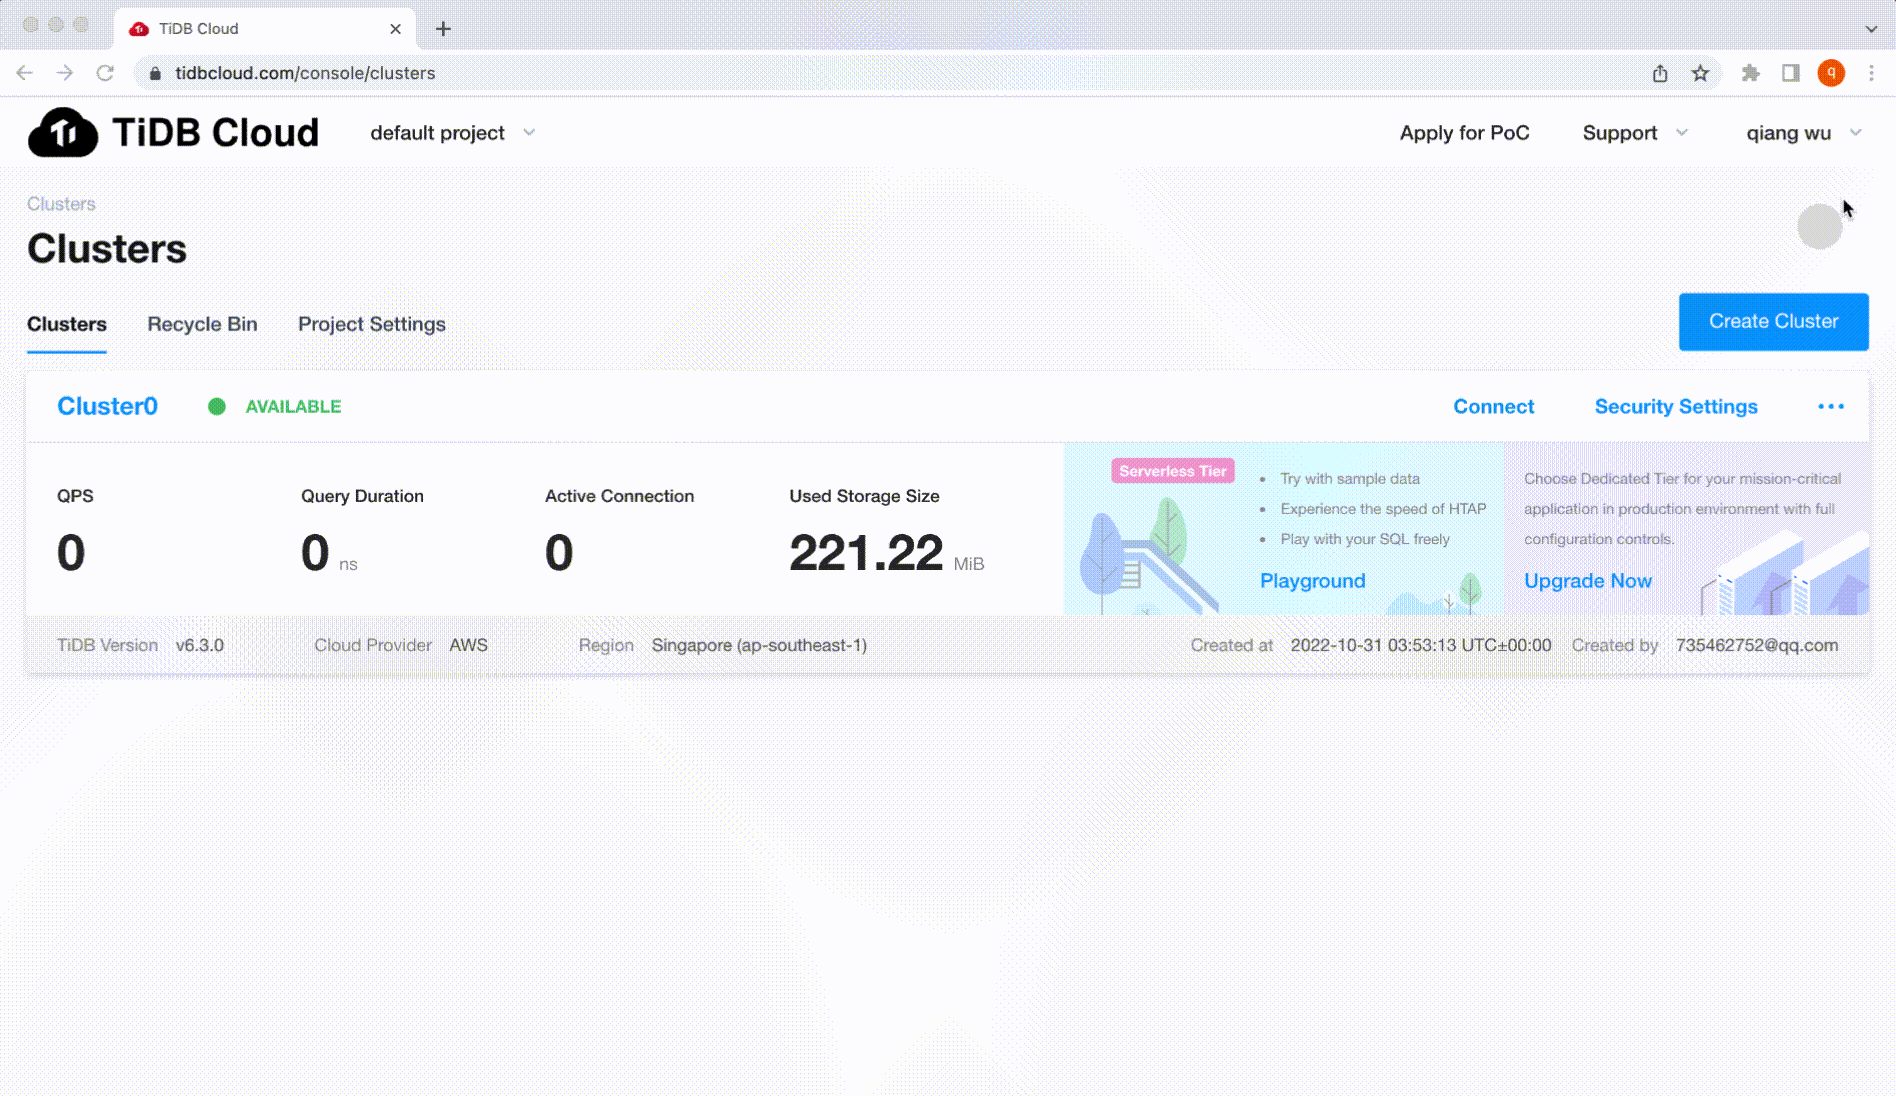 TiDB Cloud
tidbcloud.com/console/clusters
q
Ti TiDB Cloud default project Apply for PoC Support qiang wu
Clusters
Clusters
Clusters Recycle Bin Project Settings Create Cluster
Cluster0 AVAILABLE Connect Security Settings
QPS Query Duration Active Connection Used Storage Size
0 0 ns 0 221.22 MiB
Serverless Tier
• Try with sample data
• Experience the speed of HTAP
• Play with your SQL freely
Playground
Choose Dedicated Tier for your mission-critical
application in production environment with full
configuration controls.
Upgrade Now
TiDB Version v6.3.0 Cloud Provider AWS Region Singapore (ap-southeast-1) Created at 2022-10-31 03:53:13 UTC±00:00 Created by 735462752@qq.com